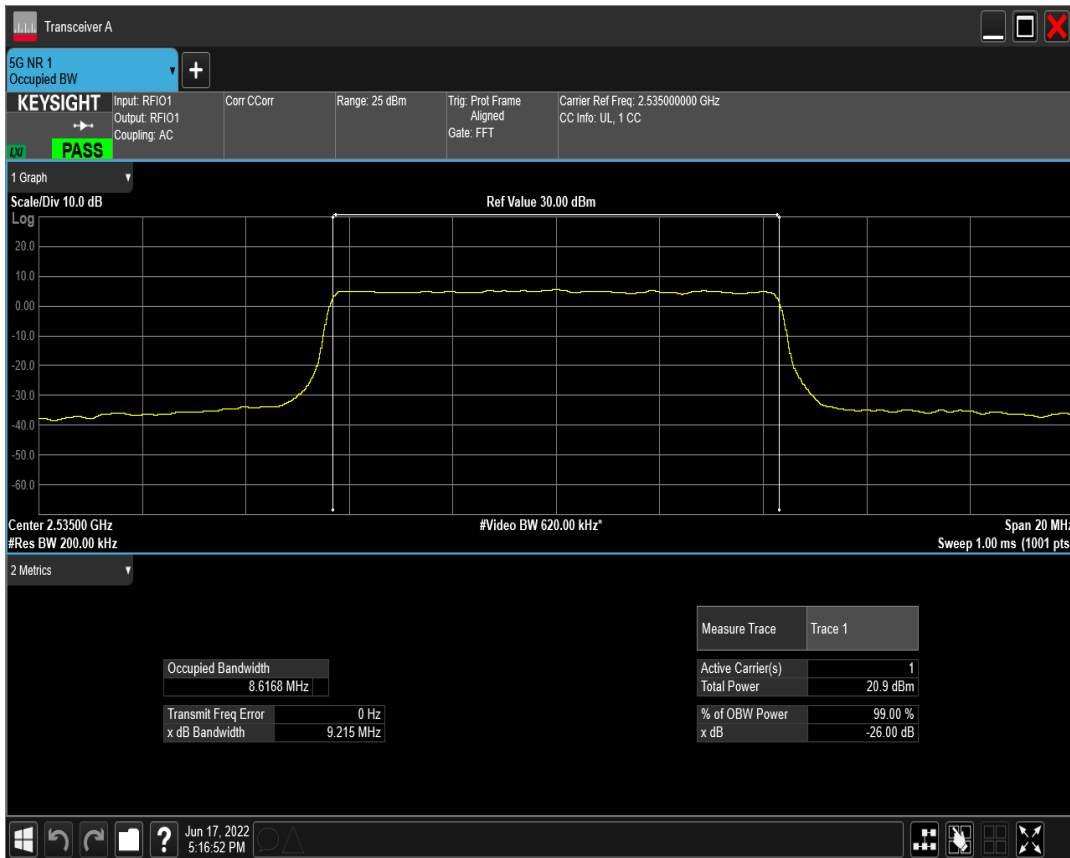 Transceiver A
5G NR 1
Occupied BW
+
KEYSIGHT
LXI
PASS
Input: RFIO1
Output: RFIO1
Coupling: AC
Corr CCorr
Range: 25 dBm
Trig: Prot Frame
Aligned
Gate: FFT
Carrier Ref Freq: 2.535000000 GHz
CC Info: UL, 1 CC
1 Graph
Scale/Div 10.0 dB
Ref Value 30.00 dBm
Log
20.0
10.0
0.00
-10.0
-20.0
-30.0
-40.0
-50.0
-60.0
Center 2.53500 GHz
#Video BW 620.00 kHz*
Span 20 MHz
#Res BW 200.00 kHz
Sweep 1.00 ms (1001 pts
2 Metrics
Measure Trace Trace 1
Occupied Bandwidth
8.6168 MHz
Active Carrier(s) 1
Total Power 20.9 dBm
Transmit Freq Error 0 Hz
x dB Bandwidth 9.215 MHz
% of OBW Power 99.00 %
x dB -26.00 dB
?
Jun 17, 2022
5:16:52 PM